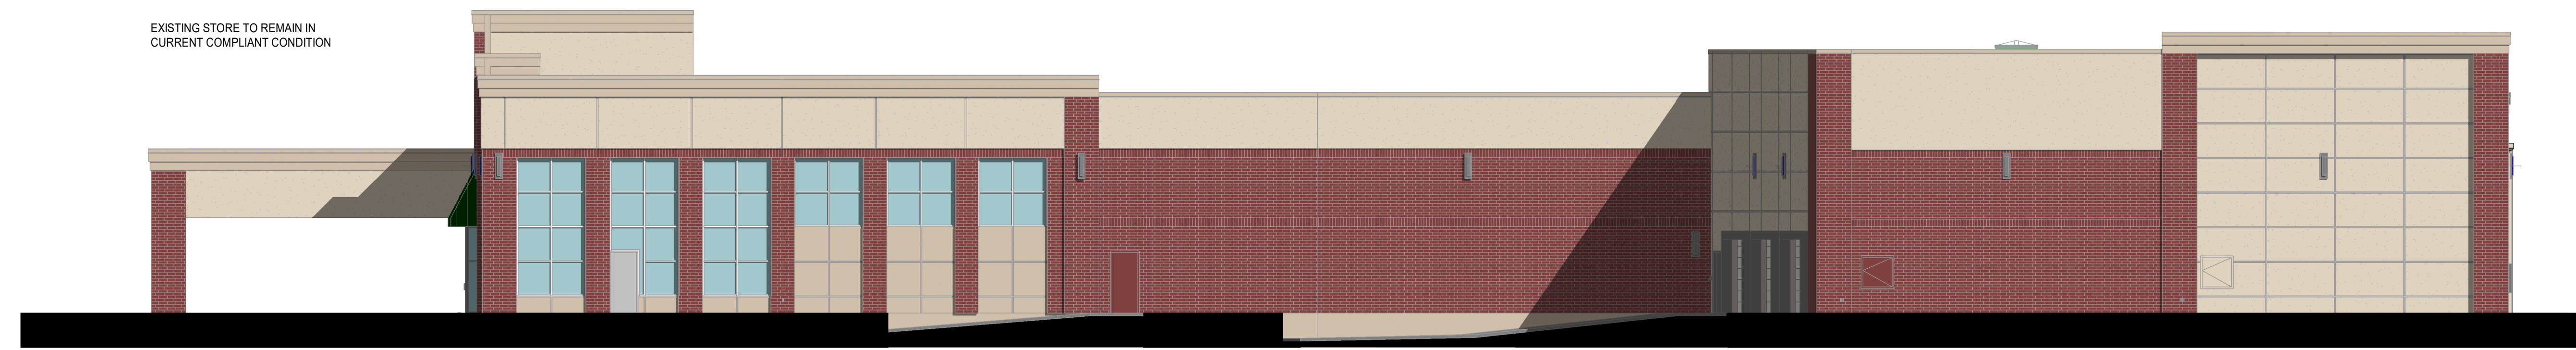 EXISTING STORE TO REMAIN IN
CURRENT COMPLIANT CONDITION